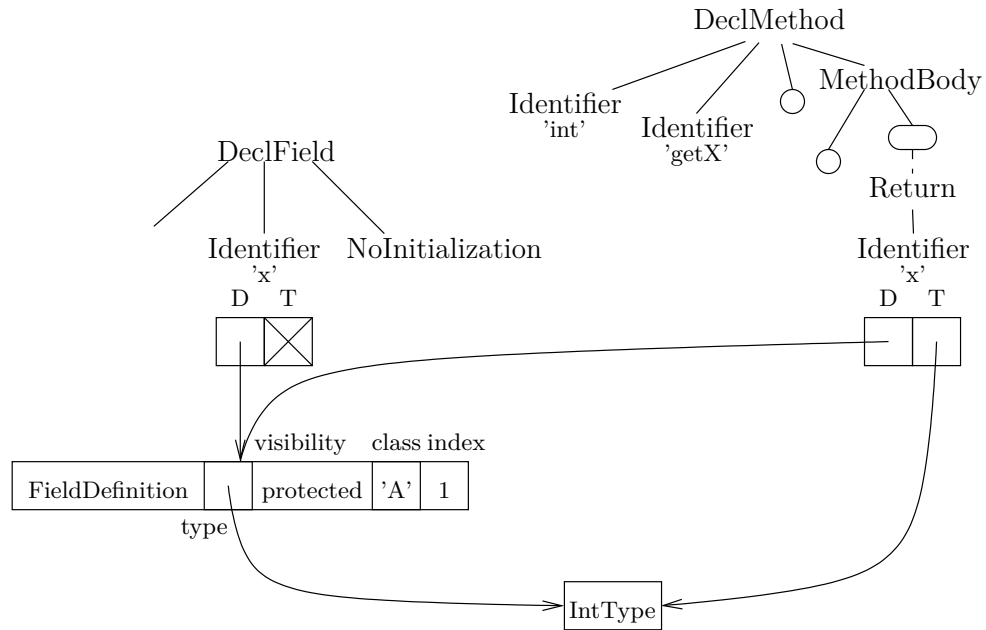 DeclMethod
MethodBody
Identifier
'int'
Identifier
'getX'
DeclField
Return
Identifier
'x'
NoInitialization
Identifier
'x'
D T
D T
visibility class index
FieldDefinition protected 'A' 1
type
IntType